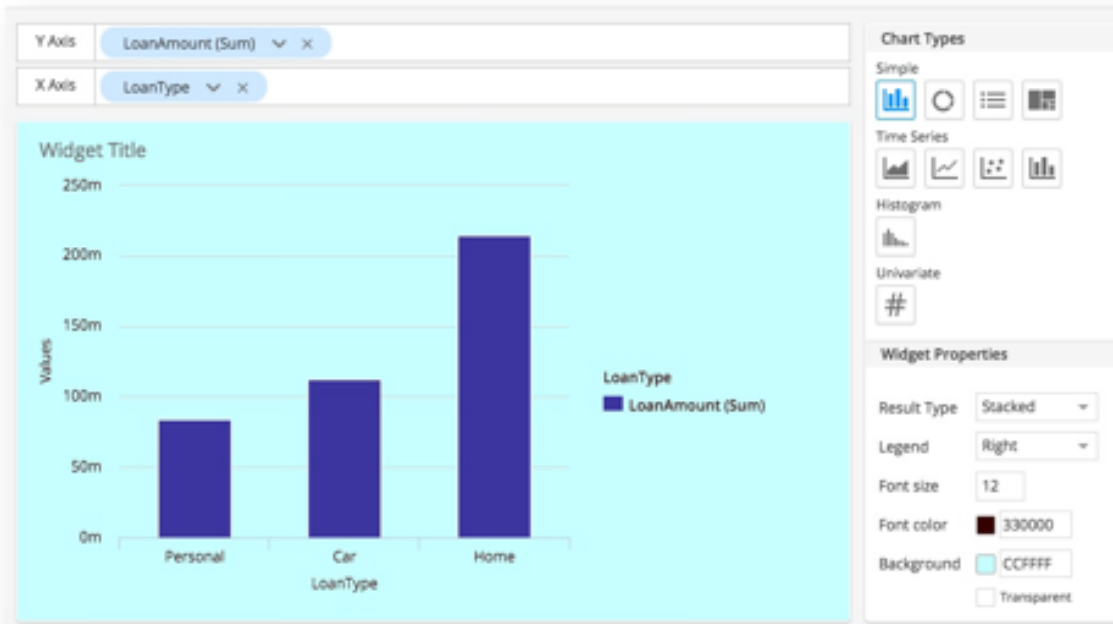 Y Axis LoanAmount (Sum)
X Axis LoanType
Widget Title
250m
200m
150m
100m
50m
0m
Values
Personal Car Home
LoanType
LoanType
LoanAmount (Sum)
Chart Types
Simple
Time Series
Histogram
Univariate
#
Widget Properties
Result Type Stacked
Legend Right
Font size 12
Font color 330000
Background CCFFFF
Transparent